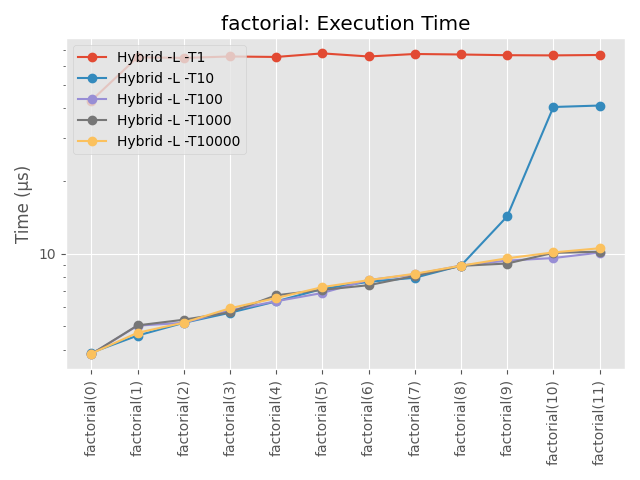 factorial: Execution Time
Hybrid -L -T1
Hybrid -L -T10
Hybrid -L -T100
Hybrid -L -T1000
Hybrid -L -T10000
Time (µs)
10
factorial(0)
factorial(1)
factorial(2)
factorial(3)
factorial(4)
factorial(5)
factorial(6)
factorial(7)
factorial(8)
factorial(9)
factorial(10)
factorial(11)